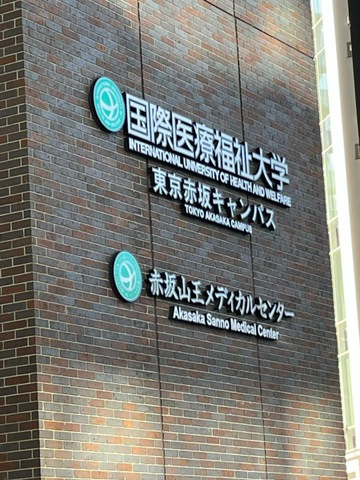 国際医療福祉大学
INTERNATIONAL UNIVERSITY OF HEALTH AND WELFARE
東京赤坂キャンパス
TOKYO AKASAKA CAMPUS
赤坂山王メディカルセンター
Akasaka Sanno Medical Center